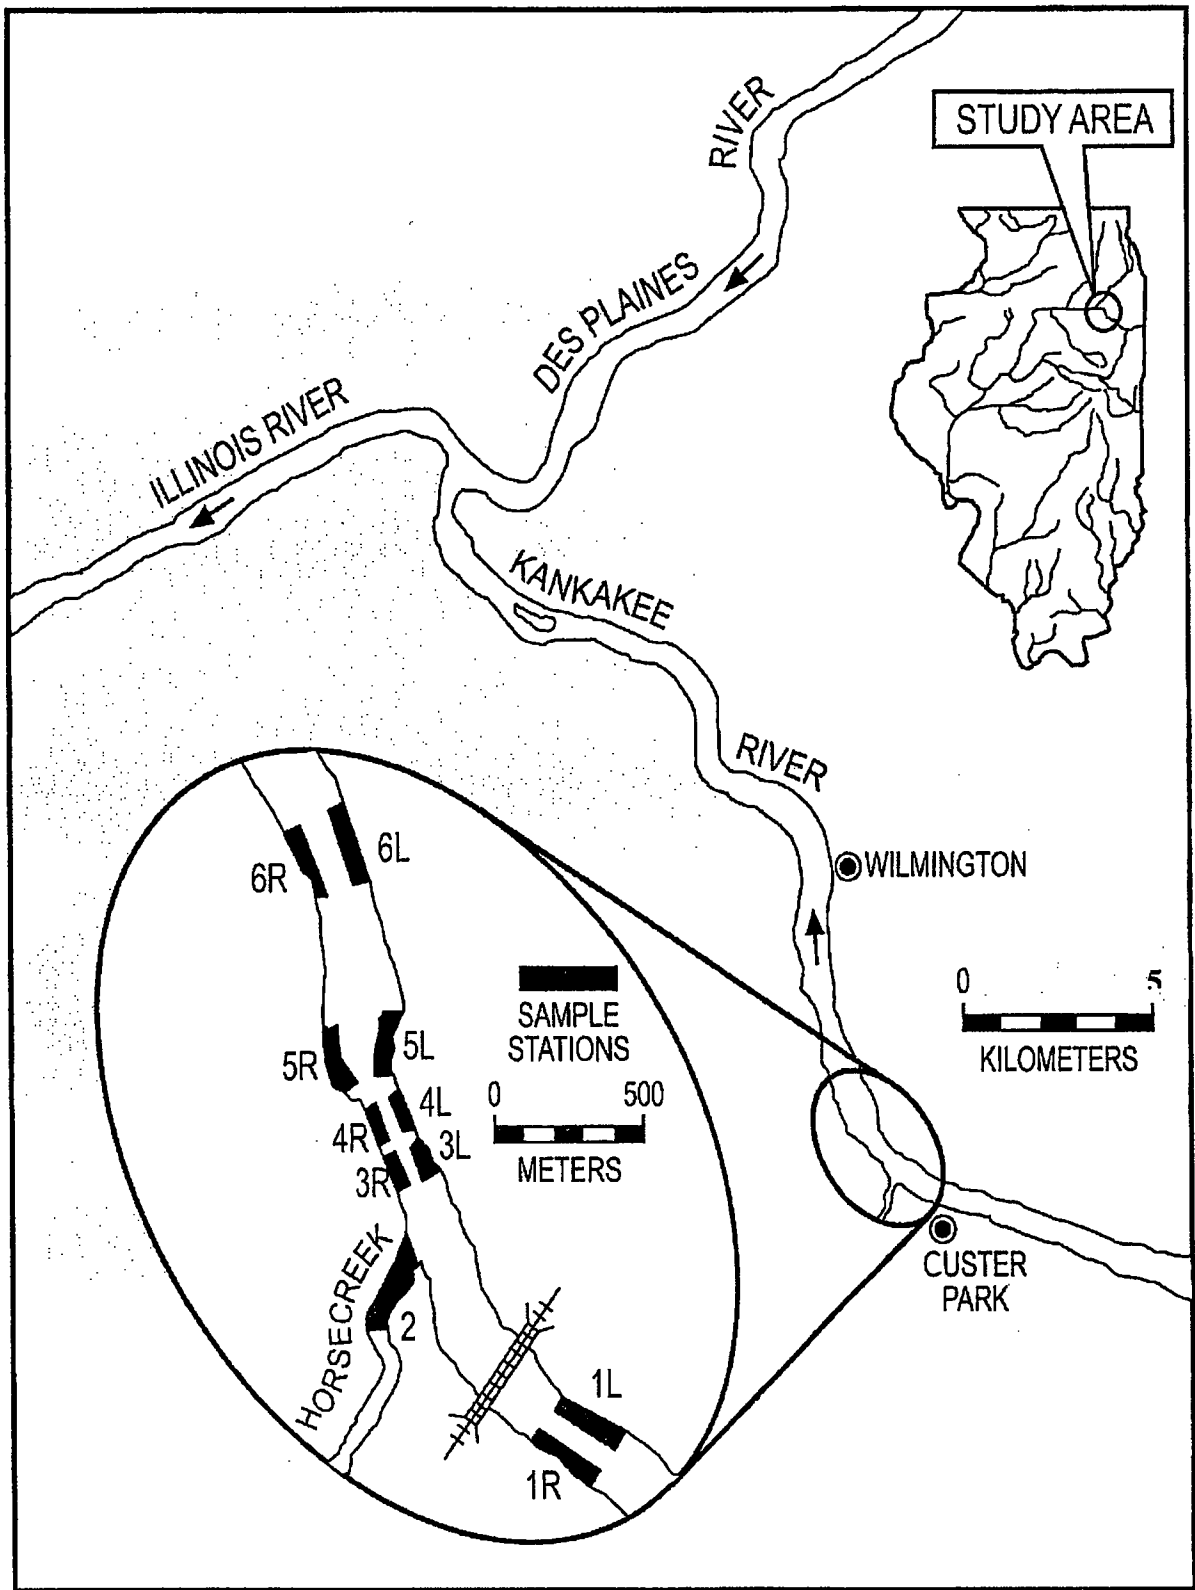 STUDY AREA
RIVER
DES PLAINES
ILLINOIS RIVER
KANKAKEE
RIVER
WILMINGTON
0 5
KILOMETERS
CUSTER
PARK
6L
6R
SAMPLE
STATIONS
0 500
METERS
5R
5L
4L
4R
3L
3R
HORSECREEK
2
1L
1R